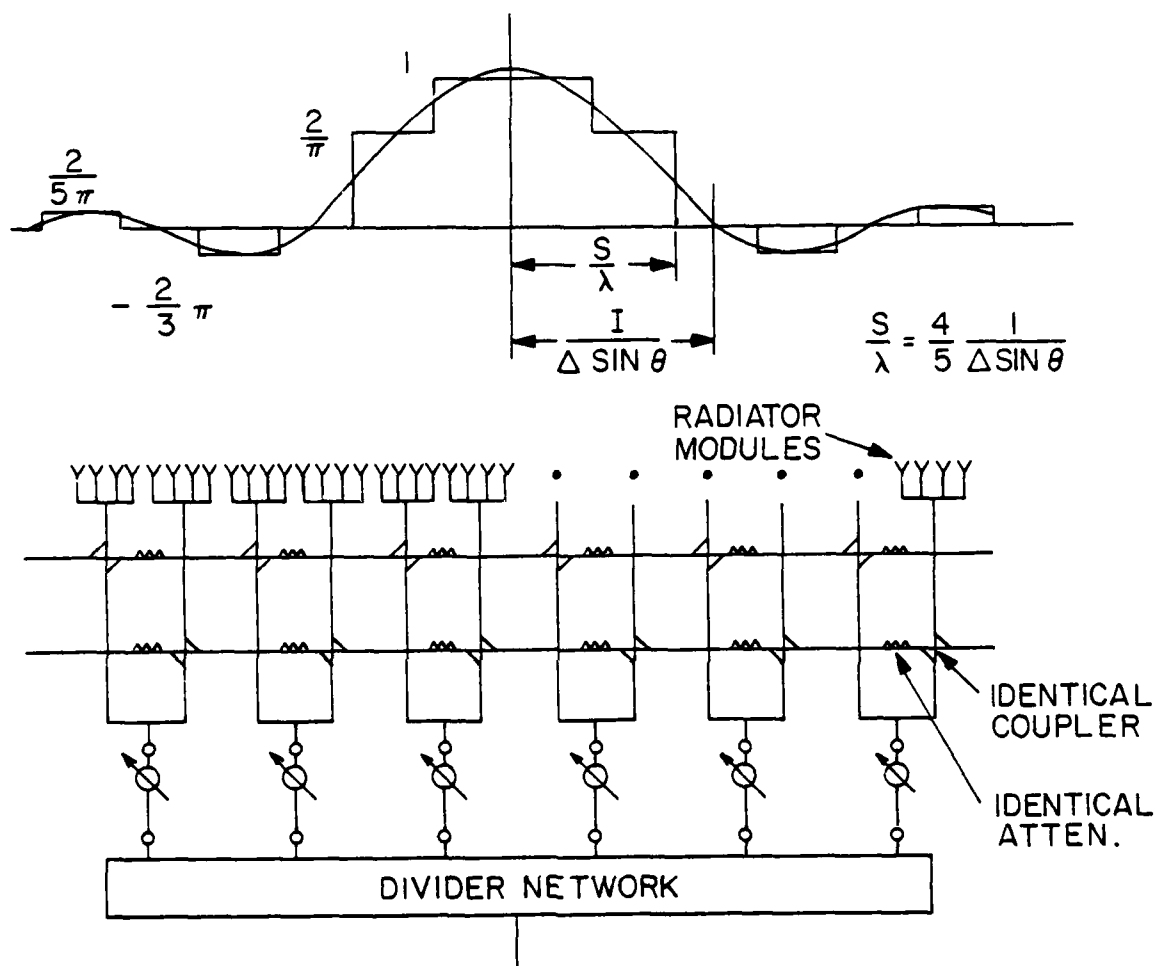 1
2/π
2/5π
- 2/3 π
S/λ
I/Δ SIN θ
S/λ = 4/5 1/Δ SIN θ
RADIATOR
MODULES
IDENTICAL
COUPLER
IDENTICAL
ATTEN.
DIVIDER NETWORK